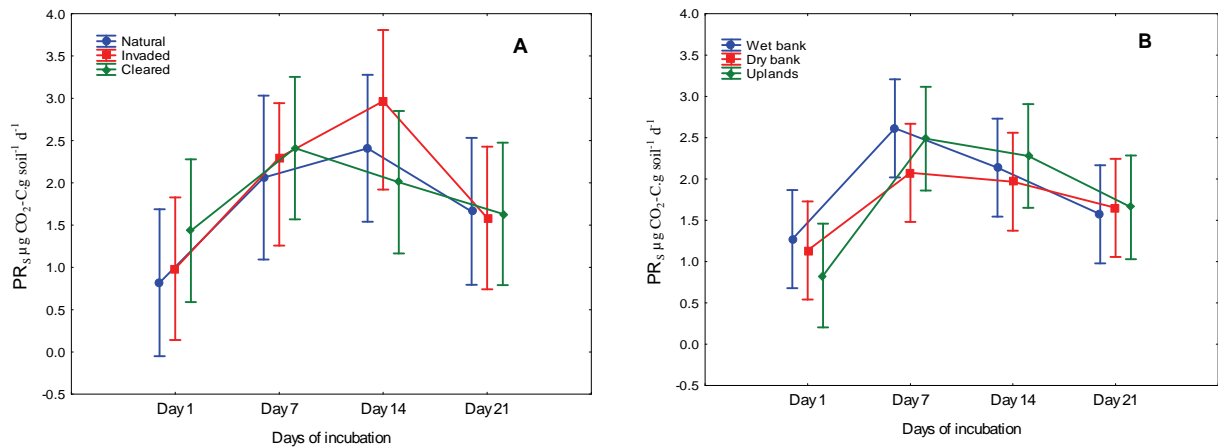 A
Natural
Invaded
Cleared
4.0
3.5
3.0
2.5
2.0
1.5
1.0
0.5
0.0
-0.5
PRS µg CO2-C.g soil-1 d-1
Day 1 Day 7 Day 14 Day 21
Days of incubation
B
Wet bank
Dry bank
Uplands
4.0
3.5
3.0
2.5
2.0
1.5
1.0
0.5
0.0
-0.5
PRS µg CO2-C.g soil-1 d-1
Day 1 Day 7 Day 14 Day 21
Days of incubation